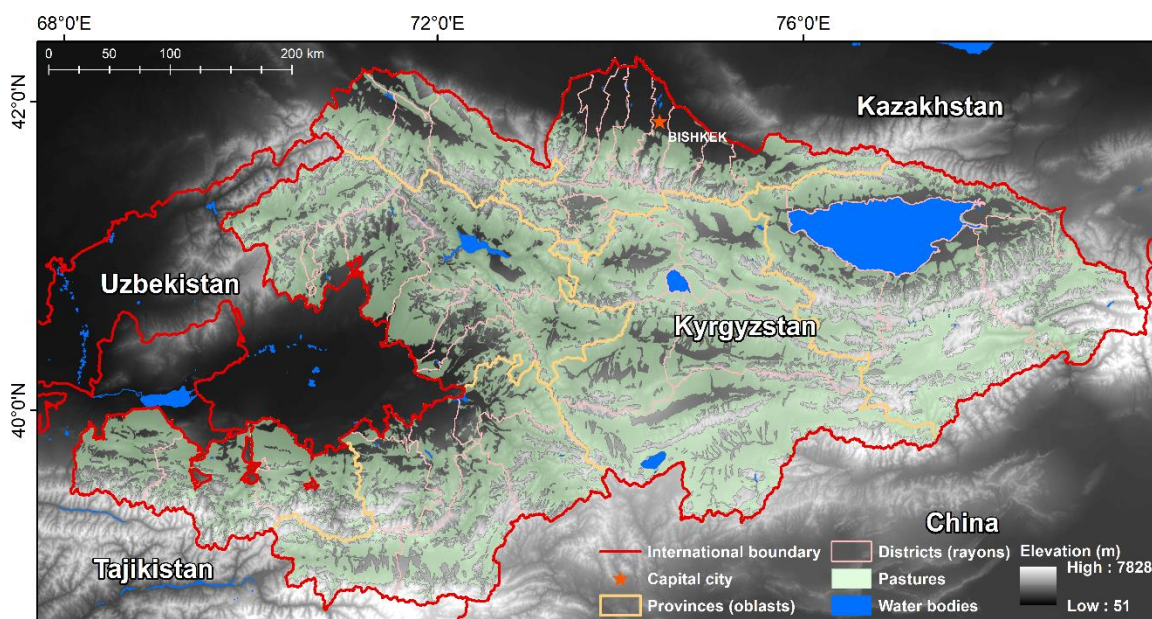 68°0'E 72°0'E 76°0'E
0 50 100 200 km
42°0'N
40°0'N
Kazakhstan
BISHKEK
Uzbekistan
Kyrgyzstan
China
Tajikistan
International boundary
Capital city
Provinces (oblasts)
Districts (rayons)
Pastures
Water bodies
Elevation (m)
High : 7828
Low : 51